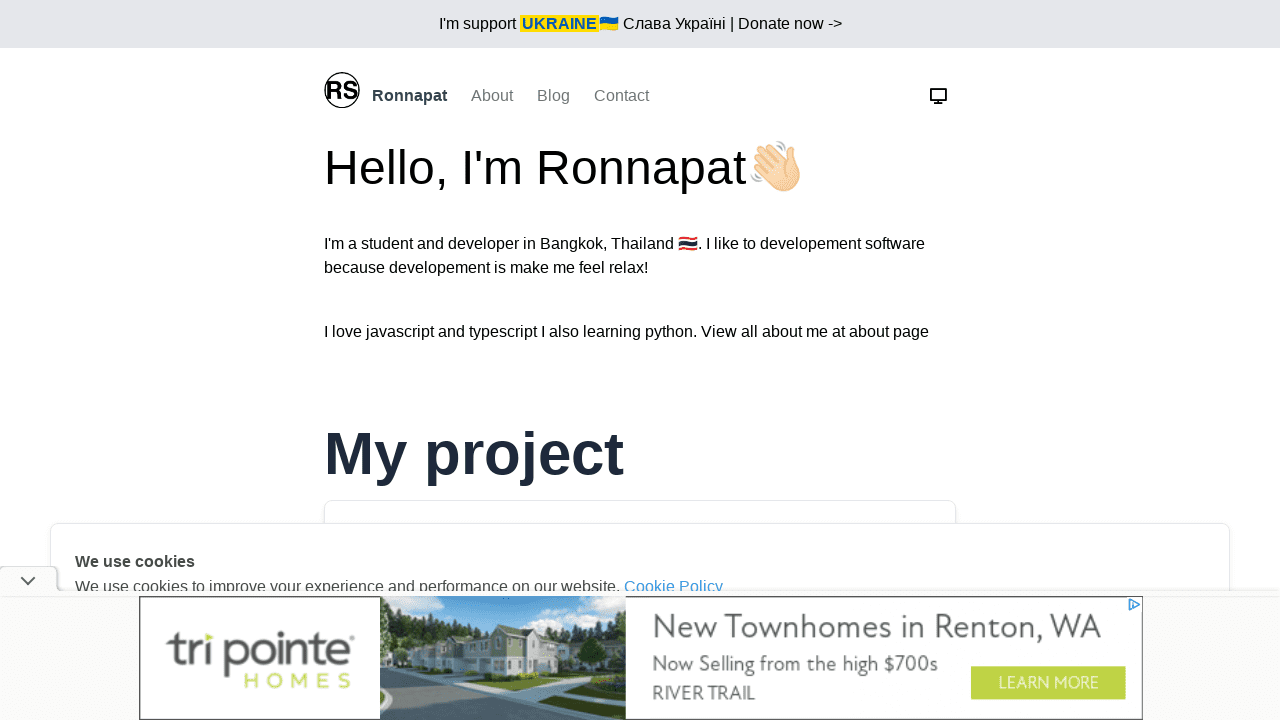 I'm support UKRAINE🇺🇦 Слава Україні | Donate now ->
RS Ronnapat About Blog Contact
Hello, I'm Ronnapat👋🏻
I'm a student and developer in Bangkok, Thailand 🇹🇭. I like to developement software
because developement is make me feel relax!
I love javascript and typescript I also learning python. View all about me at about page
My project
We use cookies
We use cookies to improve your experience and performance on our website. Cookie Policy
tri pointe®
HOMES
New Townhomes in Renton, WA
Now Selling from the high $700s
RIVER TRAIL
LEARN MORE